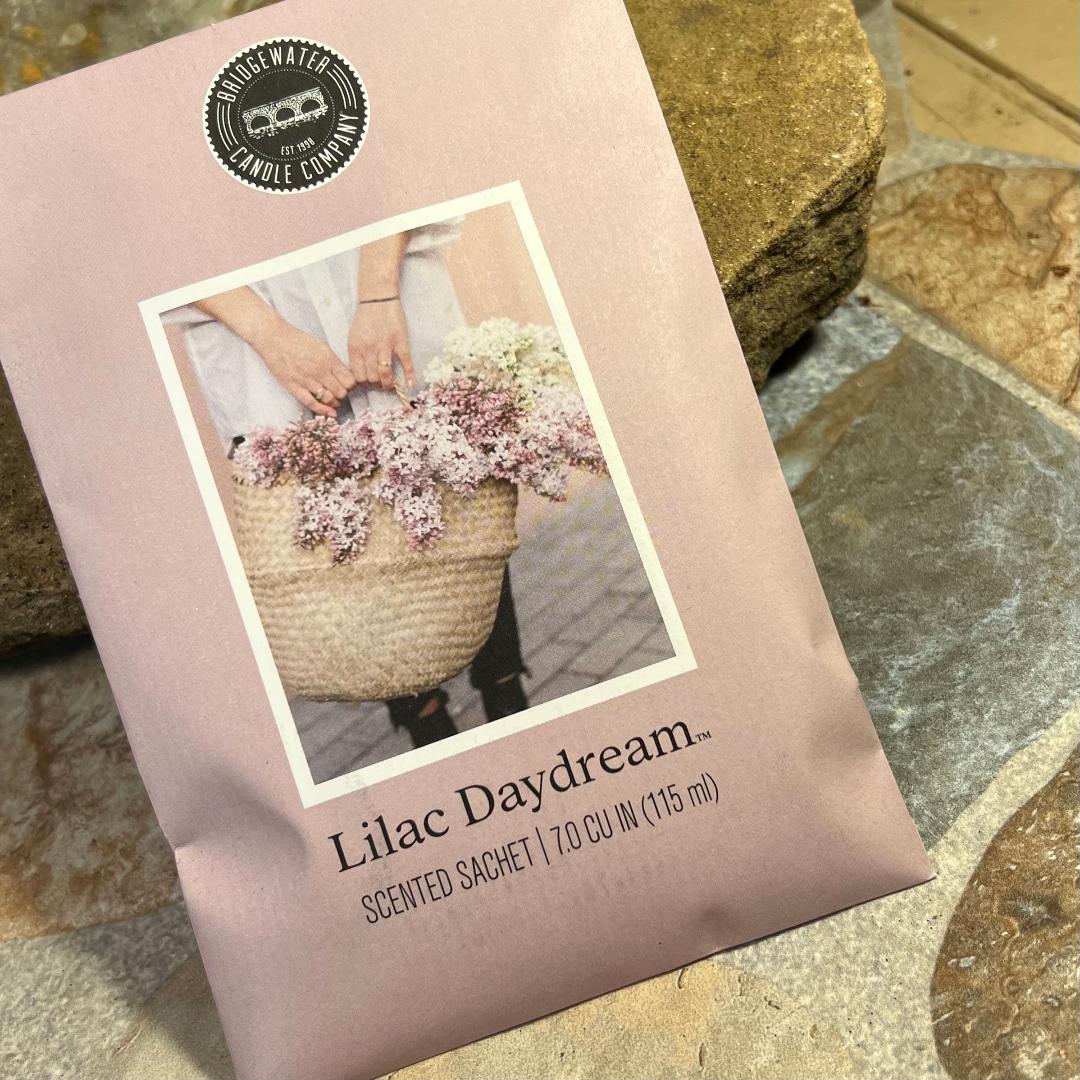 BRIDGEWATER
EST 1998
CANDLE COMPANY
Lilac Daydream™
SCENTED SACHET | 7.0 CU IN (115 ml)